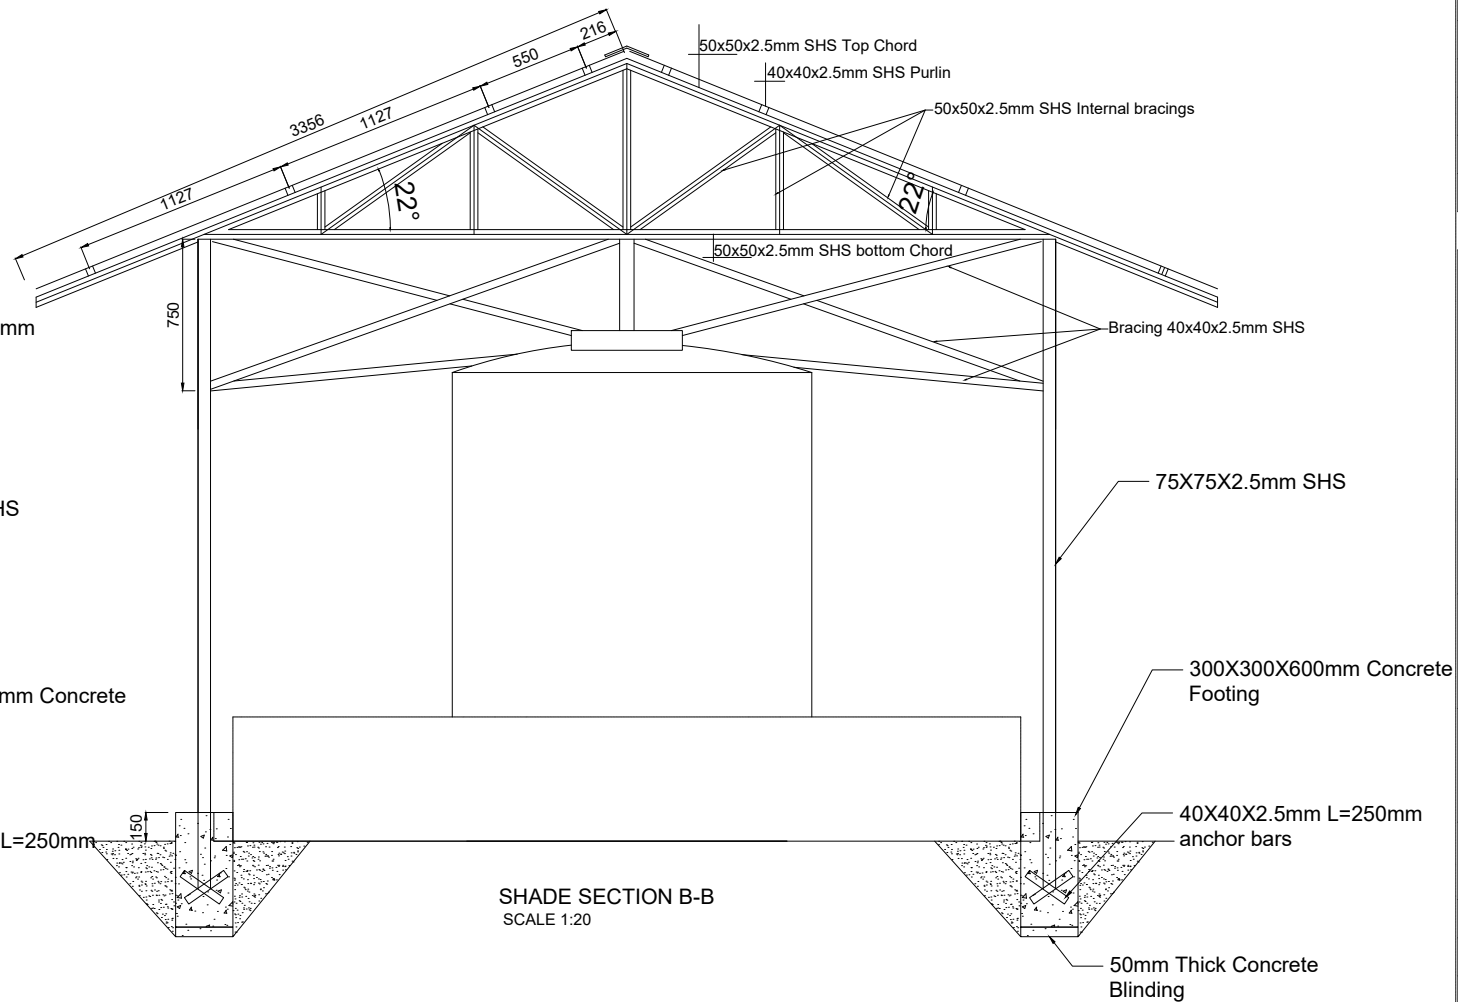 216
550
3356
1127
1127
50x50x2.5mm SHS Top Chord
40x40x2.5mm SHS Purlin
50x50x2.5mm SHS Internal bracings
22°
22°
50x50x2.5mm SHS bottom Chord
750
mm
Bracing 40x40x2.5mm SHS
75X75X2.5mm SHS
HS
300X300X600mm Concrete
Footing
mm Concrete
150
L=250mm
40X40X2.5mm L=250mm
anchor bars
SHADE SECTION B-B
SCALE 1:20
50mm Thick Concrete
Blinding